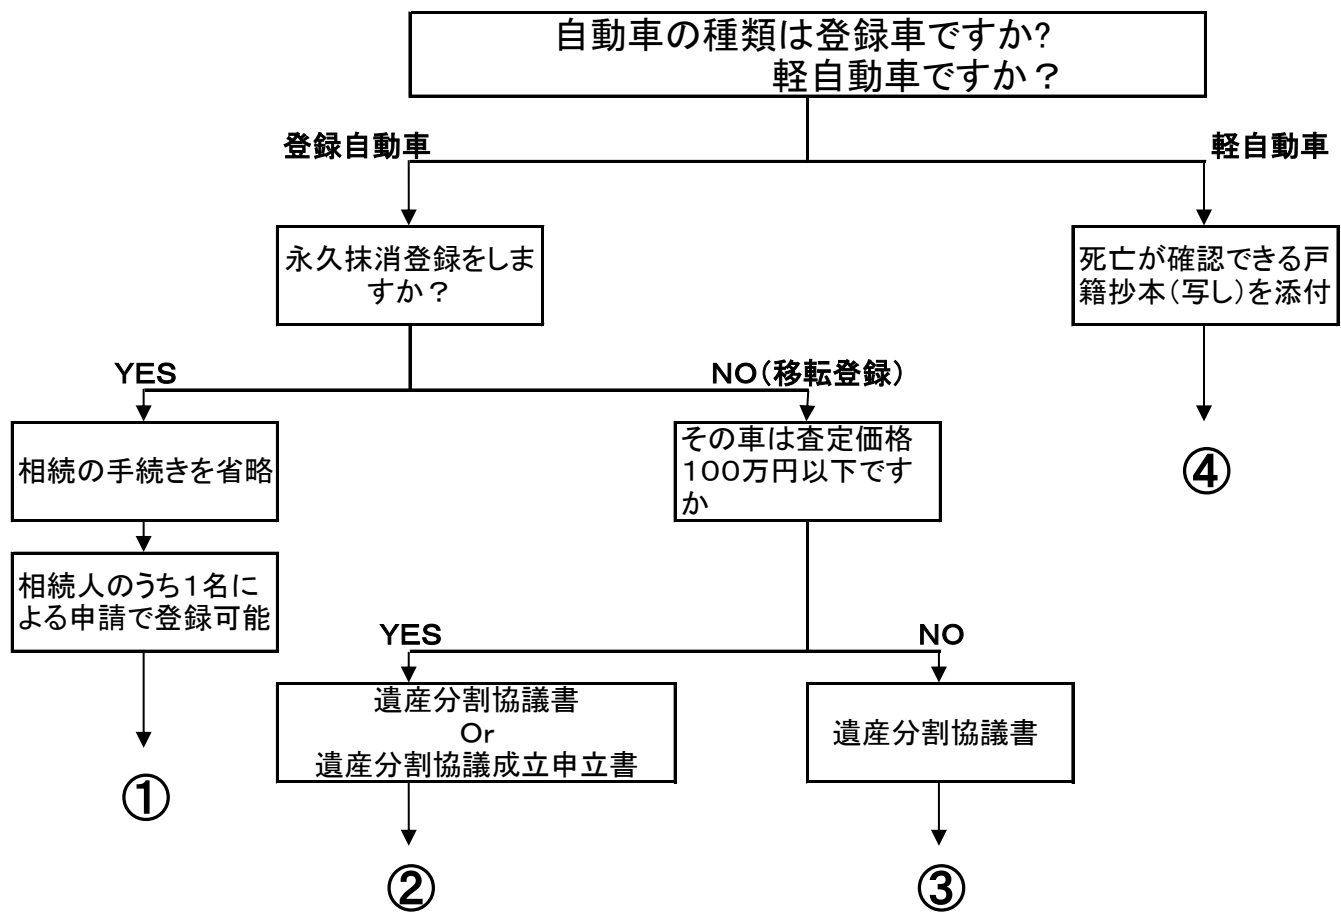 自動車の種類は登録車ですか?
軽自動車ですか？
登録自動車
軽自動車
永久抹消登録をしま
すか？
死亡が確認できる戸
籍抄本（写し）を添付
YES
NO（移転登録）
相続の手続きを省略
その車は査定価格
１００万円以下です
か
④
相続人のうち１名に
よる申請で登録可能
YES
NO
遺産分割協議書
Or
遺産分割協議成立申立書
遺産分割協議書
①
②
③